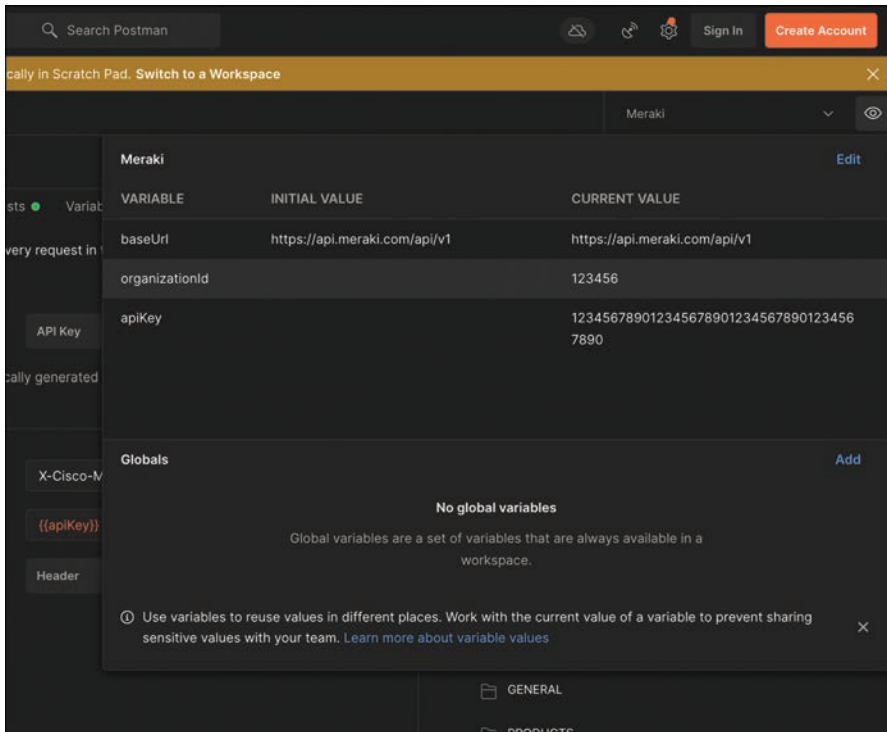 Search Postman
Sign In
Create Account
cally in Scratch Pad. Switch to a Workspace
Meraki
Meraki
Edit
VARIABLE INITIAL VALUE CURRENT VALUE
baseUrl https://api.meraki.com/api/v1 https://api.meraki.com/api/v1
organizationId 123456
apiKey 123456789012345678901234567890123456
7890
sts Variab
very request in
API Key
cally generated
X-Cisco-M
{{apiKey}}
Header
Globals
Add
No global variables
Global variables are a set of variables that are always available in a
workspace.
Use variables to reuse values in different places. Work with the current value of a variable to prevent sharing
sensitive values with your team. Learn more about variable values
GENERAL
PRODUCTS